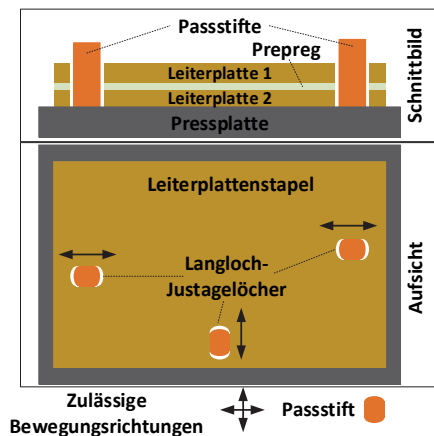 Passstifte
Prepreg
Leiterplatte 1
Leiterplatte 2
Pressplatte
Schnittbild
Leiterplattenstapel
Langloch-
Justagelöcher
Aufsicht
Zulässige
Bewegungsrichtungen
Passstift